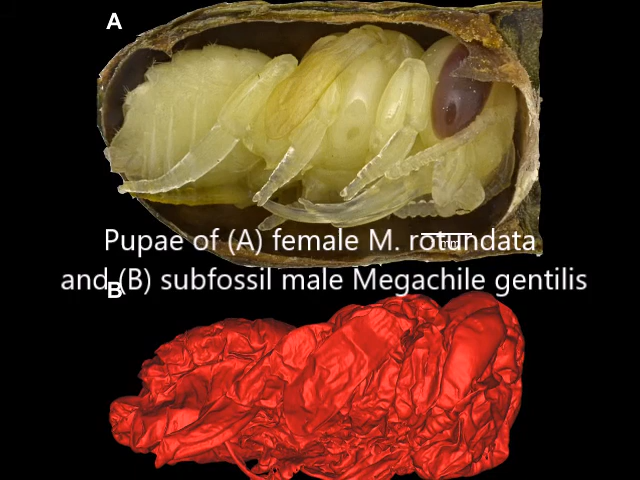 A
Pupae of (A) female M. rotundata
and (B) subfossil male Megachile gentilis
B